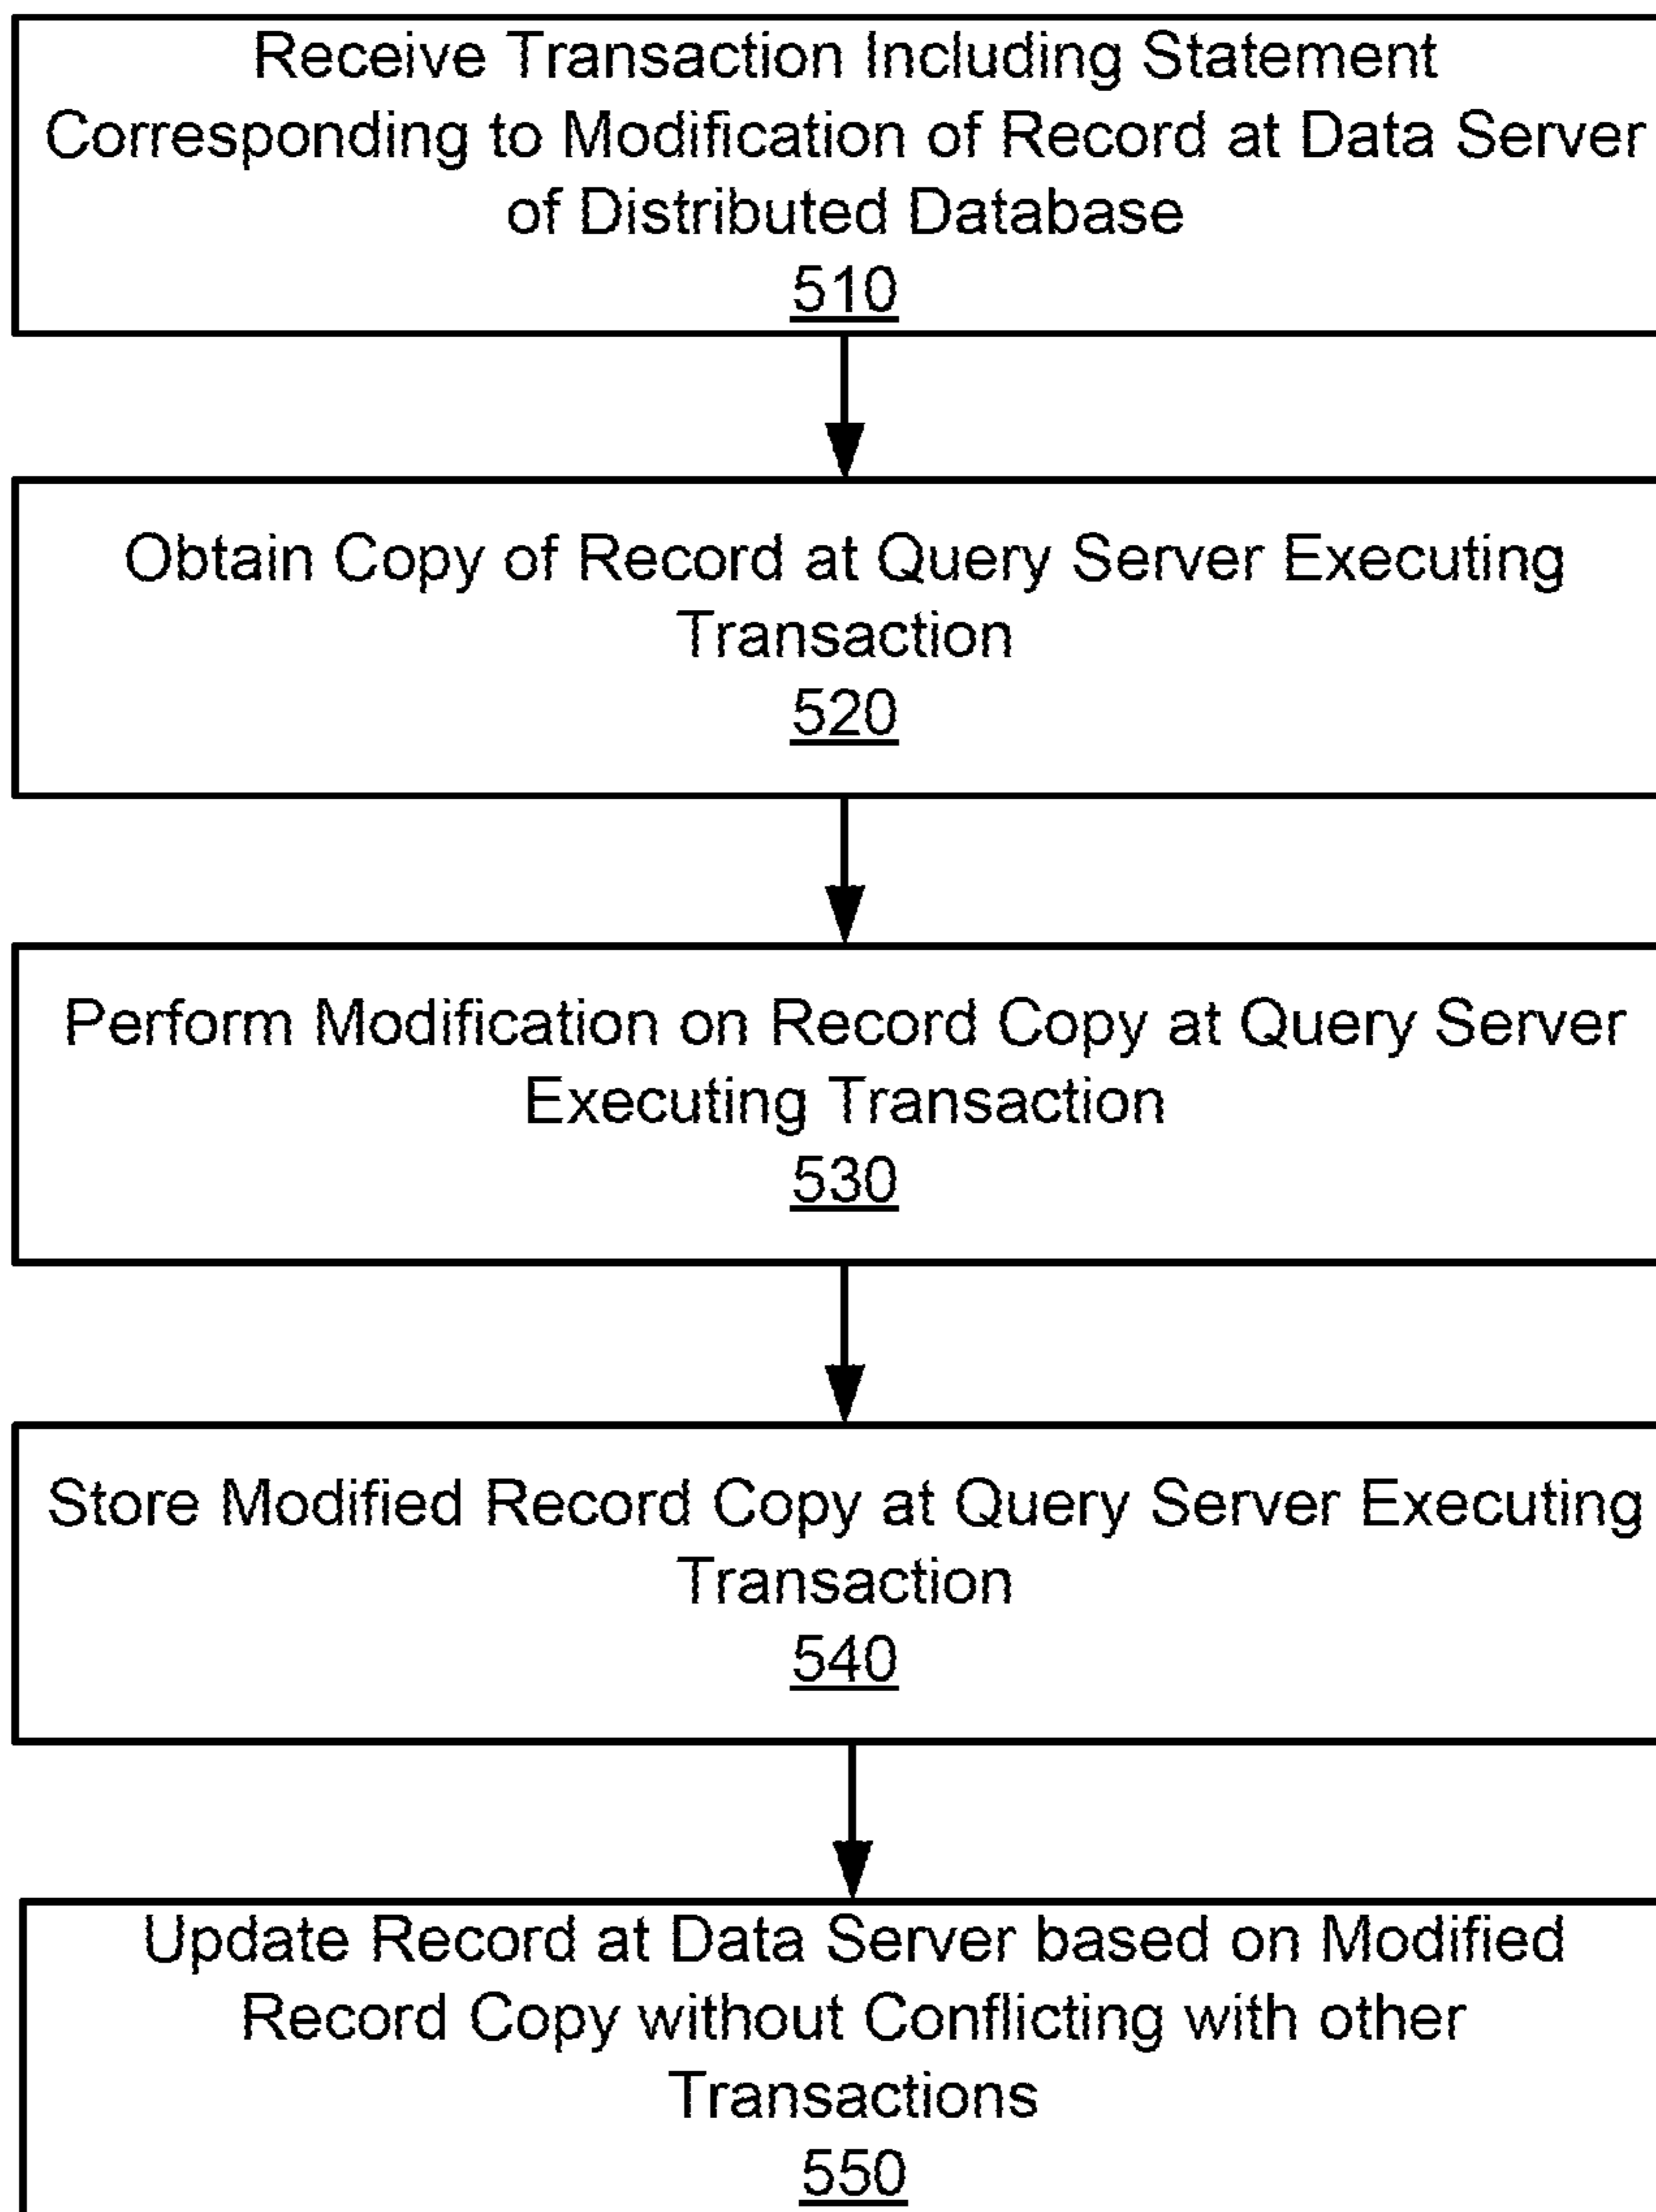 Receive Transaction Including Statement
Corresponding to Modification of Record at Data Server
of Distributed Database
510
Obtain Copy of Record at Query Server Executing
Transaction
520
Perform Modification on Record Copy at Query Server
Executing Transaction
530
Store Modified Record Copy at Query Server Executing
Transaction
540
Update Record at Data Server based on Modified
Record Copy without Conflicting with other
Transactions
550